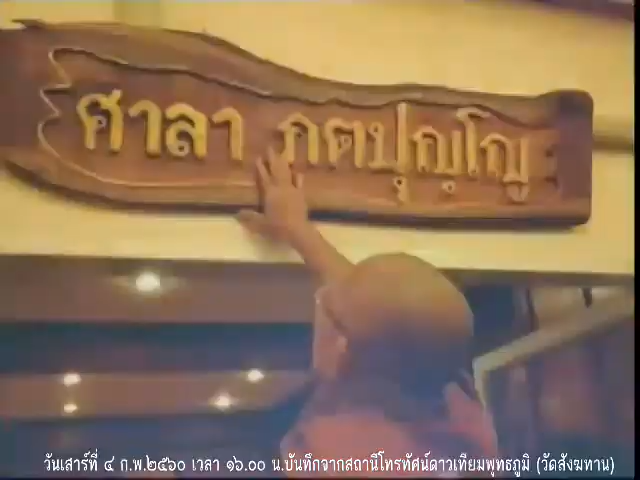 ศาลา ภตปุญฺโญ
วันเสาร์ที่ ๔ ก.พ.๒๕๖๐ เวลา ๑๖.๐๐ น.บันทึกจากสถานีโทรทัศน์ดาวเทียมพุทธภูมิ (วัดสังฆทาน)